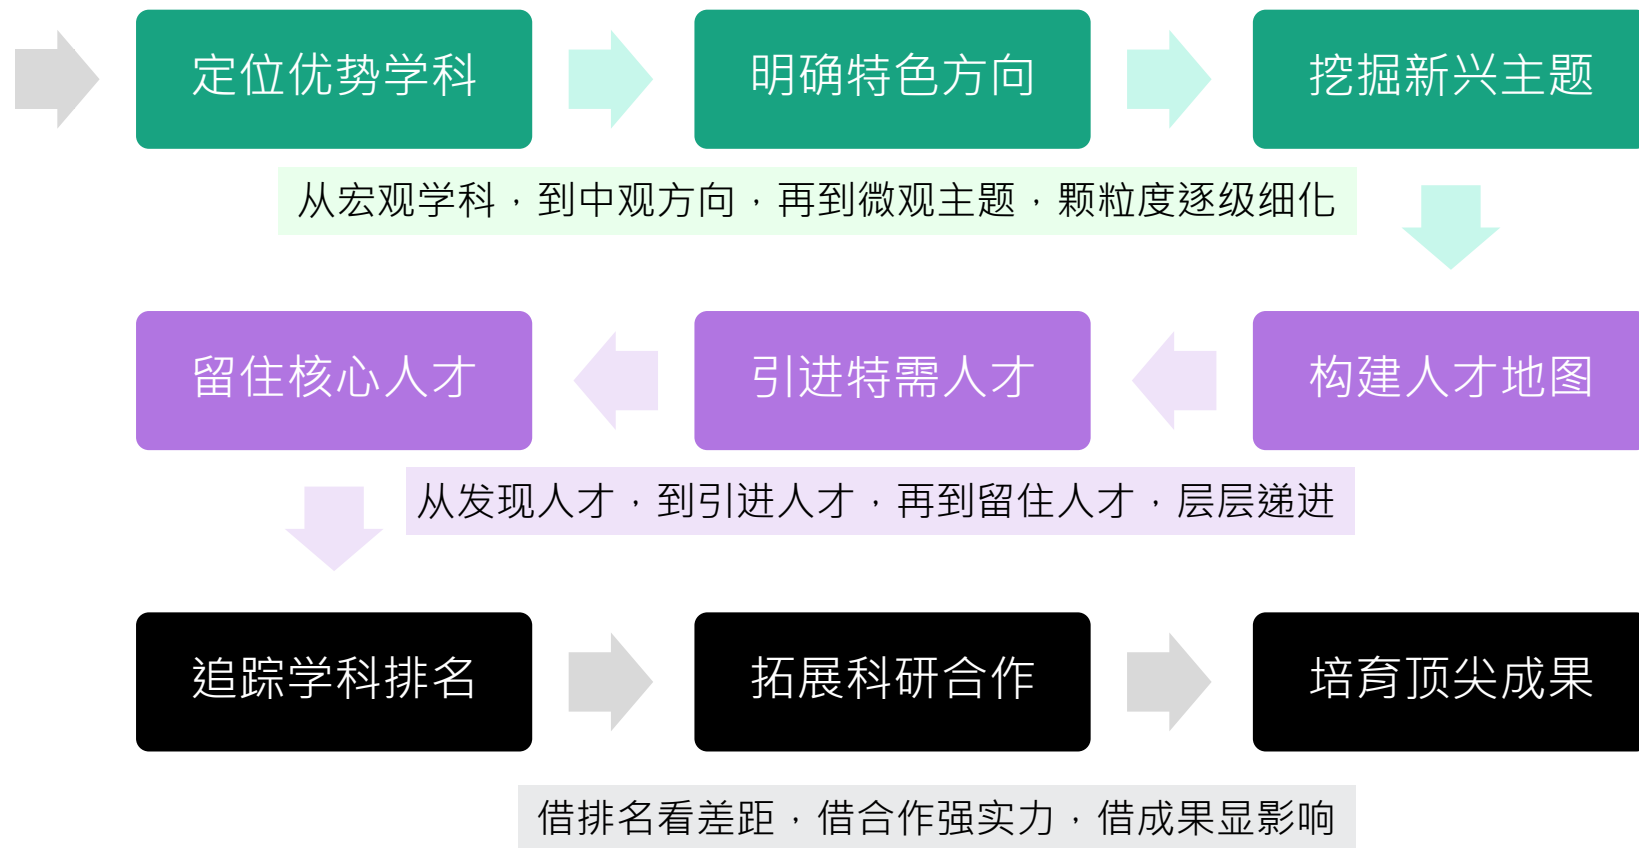 定位优势学科
明确特色方向
挖掘新兴主题
从宏观学科，到中观方向，再到微观主题，颗粒度逐级细化
留住核心人才
引进特需人才
构建人才地图
从发现人才，到引进人才，再到留住人才，层层递进
追踪学科排名
拓展科研合作
培育顶尖成果
借排名看差距，借合作强实力，借成果显影响